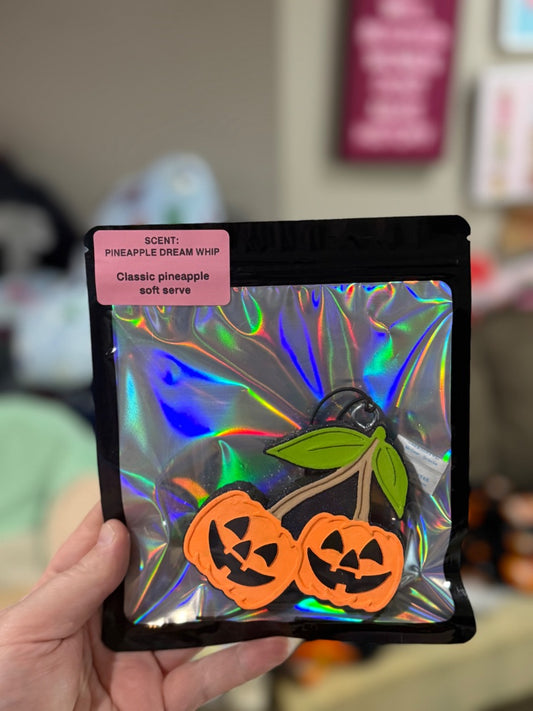 SCENT:
PINEAPPLE DREAM WHIP
Classic pineapple
soft serve